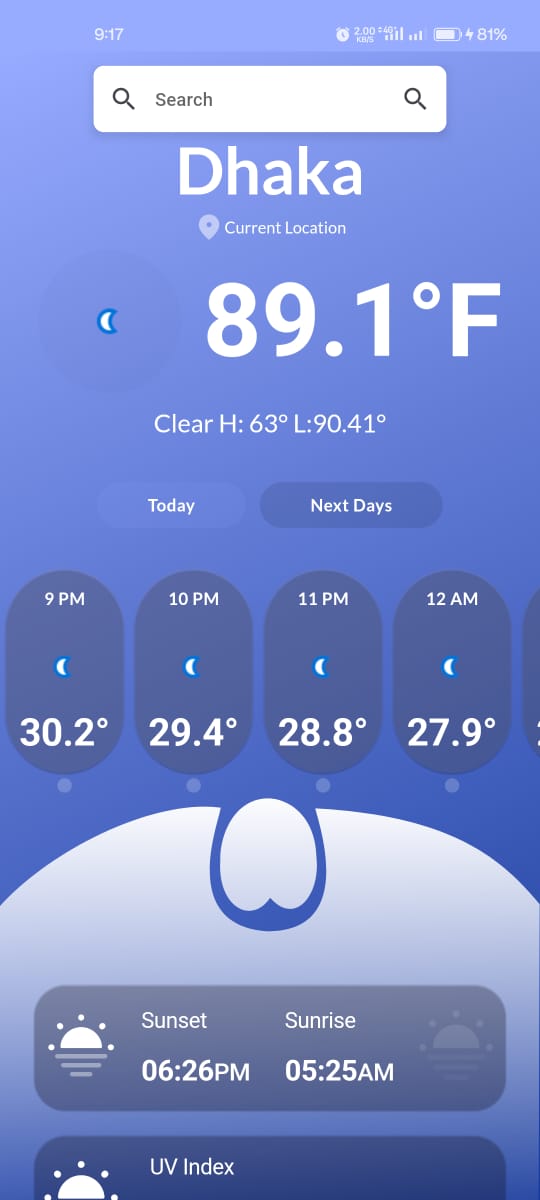 9:17 2.00 KB/S 4G 81%
Search
Dhaka
Current Location
89.1°F
Clear H: 63° L:90.41°
Today Next Days
9 PM 10 PM 11 PM 12 AM
30.2° 29.4° 28.8° 27.9°
Sunset Sunrise
06:26PM 05:25AM
UV Index